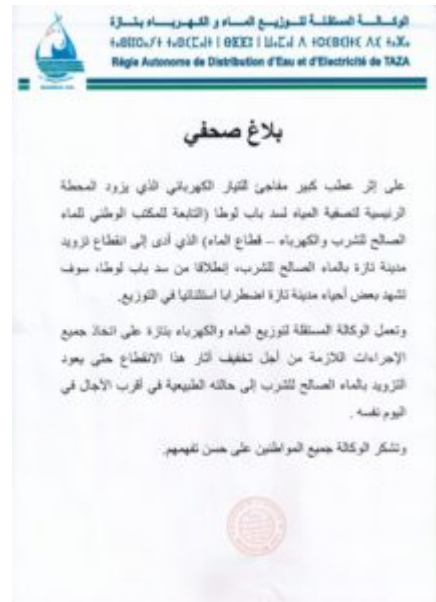 الوكالة المستقلة لتوزيع الماء و الكهرباء بتازة
Régie Autonome de Distribution d'Eau et d'Electricité de TAZA
بلاغ صحفي
على إثر عطب كبير مفاجئ للتيار الكهربائي الذي يزود المحطة
الرئيسية لتصفية المياه لسد باب لوطا (التابعة للمكتب الوطني للماء
الصالح للشرب والكهرباء – قطاع الماء) الذي أدى إلى انقطاع تزويد
مدينة تازة بالماء الصالح للشرب، إنطلاقا من سد باب لوطا، سوف
تشهد بعض أحياء مدينة تازة اضطرابا استثنائيا في التوزيع.
وتعمل الوكالة المستقلة لتوزيع الماء والكهرباء بتازة على اتخاذ جميع
الإجراءات اللازمة من أجل تخفيف آثار هذا الانقطاع حتى يعود
التزويد بالماء الصالح للشرب إلى حالته الطبيعية في أقرب الآجال في
اليوم نفسه .
وتشكر الوكالة جميع المواطنين على حسن تفهمهم.